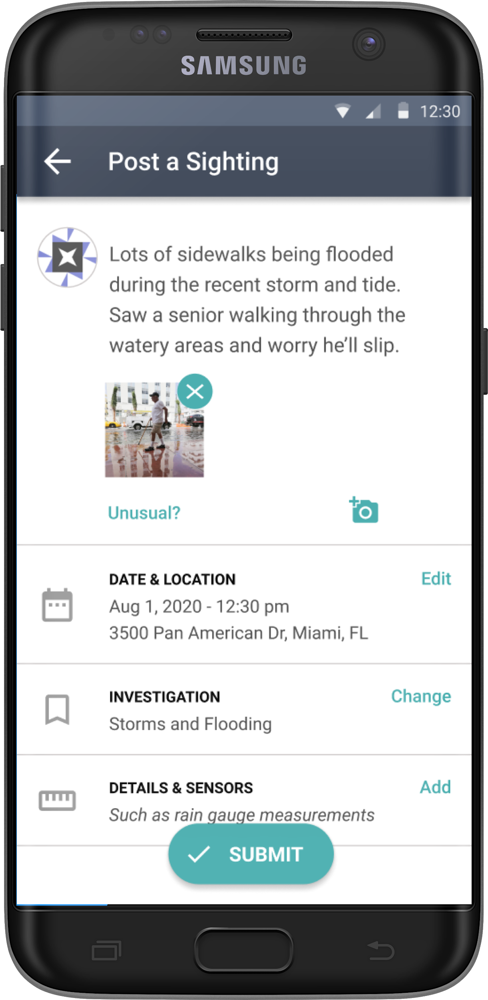 SAMSUNG
12:30
Post a Sighting
Lots of sidewalks being flooded
during the recent storm and tide.
Saw a senior walking through the
watery areas and worry he’ll slip.
Unusual?
DATE & LOCATION
Edit
Aug 1, 2020 - 12:30 pm
3500 Pan American Dr, Miami, FL
INVESTIGATION
Change
Storms and Flooding
DETAILS & SENSORS
Add
Such as rain gauge measurements
SUBMIT